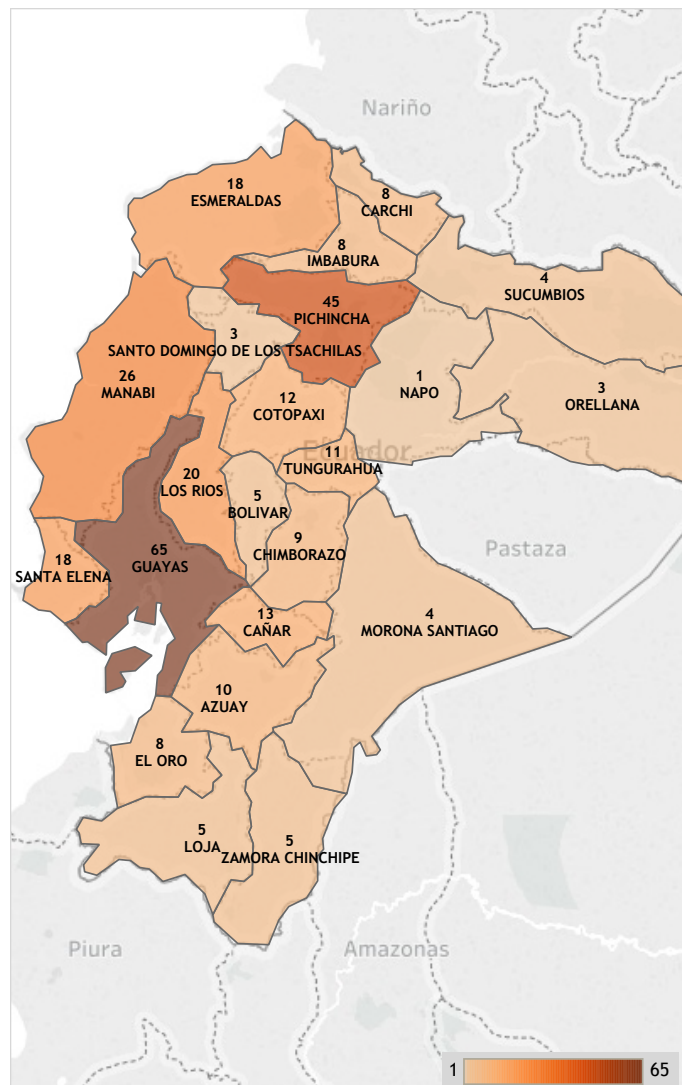 Nariño
18
ESMERALDAS
8
CARCHI
8
IMBABURA
4
SUCUMBIOS
45
PICHINCHA
3
SANTO DOMINGO DE LOS TSACHILAS
26
MANABI
1
NAPO
3
ORELLANA
12
COTOPAXI
Ecuador
11
TUNGURAHUA
20
LOS RIOS
5
BOLIVAR
9
CHIMBORAZO
Pastaza
65
GUAYAS
18
SANTA ELENA
13
CAÑAR
4
MORONA SANTIAGO
10
AZUAY
8
EL ORO
5
LOJA
5
ZAMORA CHINCHIPE
Piura
Amazonas
1 65